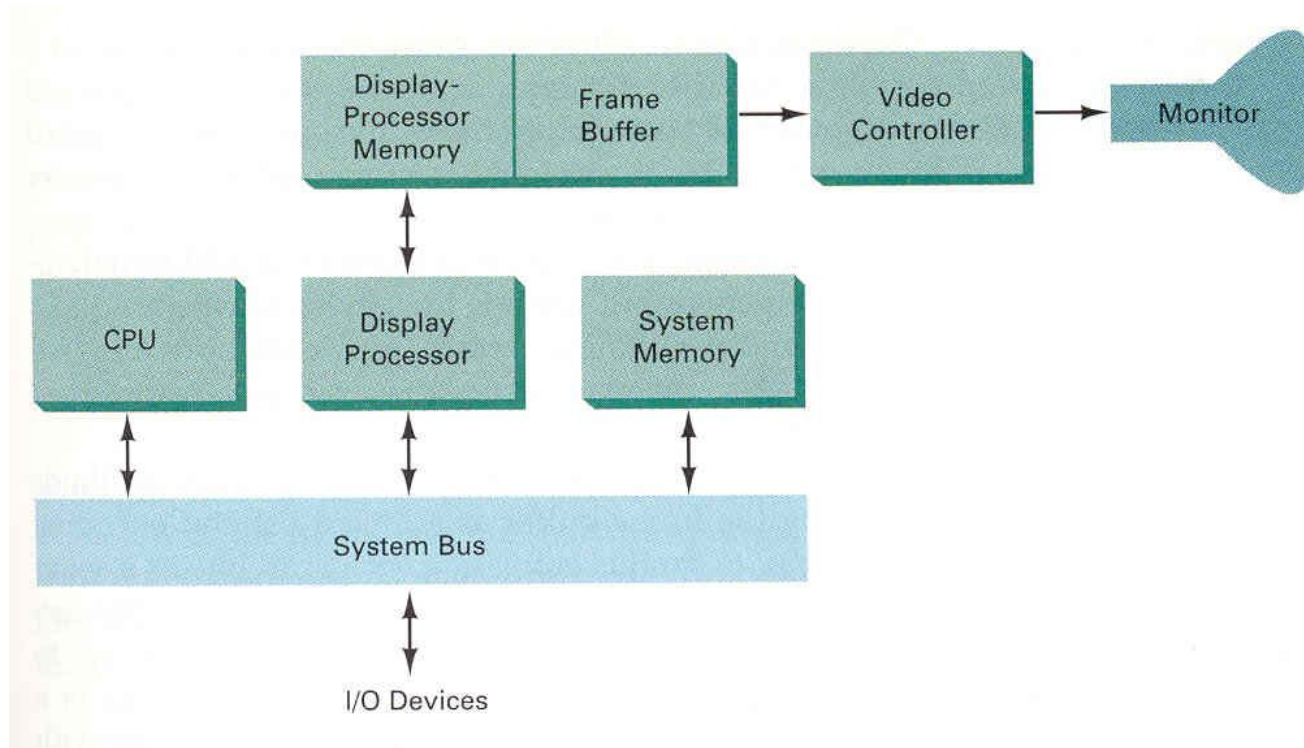 Display-
Processor
Memory
Frame
Buffer
Video
Controller
Monitor
CPU
Display
Processor
System
Memory
System Bus
I/O Devices